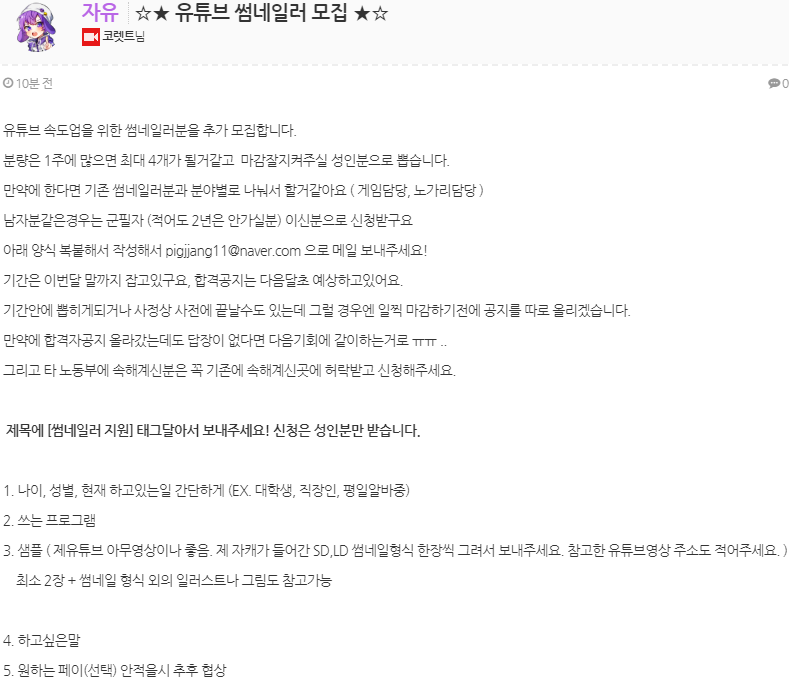 자유 ☆★ 유튜브 썸네일러 모집 ★☆
코렛트님
10분 전 0
유튜브 속도업을 위한 썸네일러분을 추가 모집합니다.
분량은 1주에 많으면 최대 4개가 될거같고 마감잘지켜주실 성인분으로 뽑습니다.
만약에 한다면 기존 썸네일러분과 분야별로 나눠서 할거같아요 ( 게임담당, 노가리담당 )
남자분같은경우는 군필자 (적어도 2년은 안가실분) 이신분으로 신청받구요
아래 양식 복붙해서 작성해서 pigjjang11@naver.com 으로 메일 보내주세요!
기간은 이번달 말까지 잡고있구요, 합격공지는 다음달초 예상하고있어요.
기간안에 뽑히게되거나 사정상 사전에 끝날수도 있는데 그럴 경우엔 일찍 마감하기전에 공지를 따로 올리겠습니다.
만약에 합격자공지 올라갔는데도 답장이 없다면 다음기회에 같이하는거로 ㅠㅠ ..
그리고 타 노동부에 속해계신분은 꼭 기존에 속해계신곳에 허락받고 신청해주세요.
제목에 [썸네일러 지원] 태그달아서 보내주세요! 신청은 성인분만 받습니다.
1. 나이, 성별, 현재 하고있는일 간단하게 (EX. 대학생, 직장인, 평일알바중)
2. 쓰는 프로그램
3. 샘플 ( 제유튜브 아무영상이나 좋음. 제 자캐가 들어간 SD,LD 썸네일형식 한장씩 그려서 보내주세요. 참고한 유튜브영상 주소도 적어주세요. )
최소 2장 + 썸네일 형식 외의 일러스트나 그림도 참고가능
4. 하고싶은말
5. 원하는 페이(선택) 안적을시 추후 협상